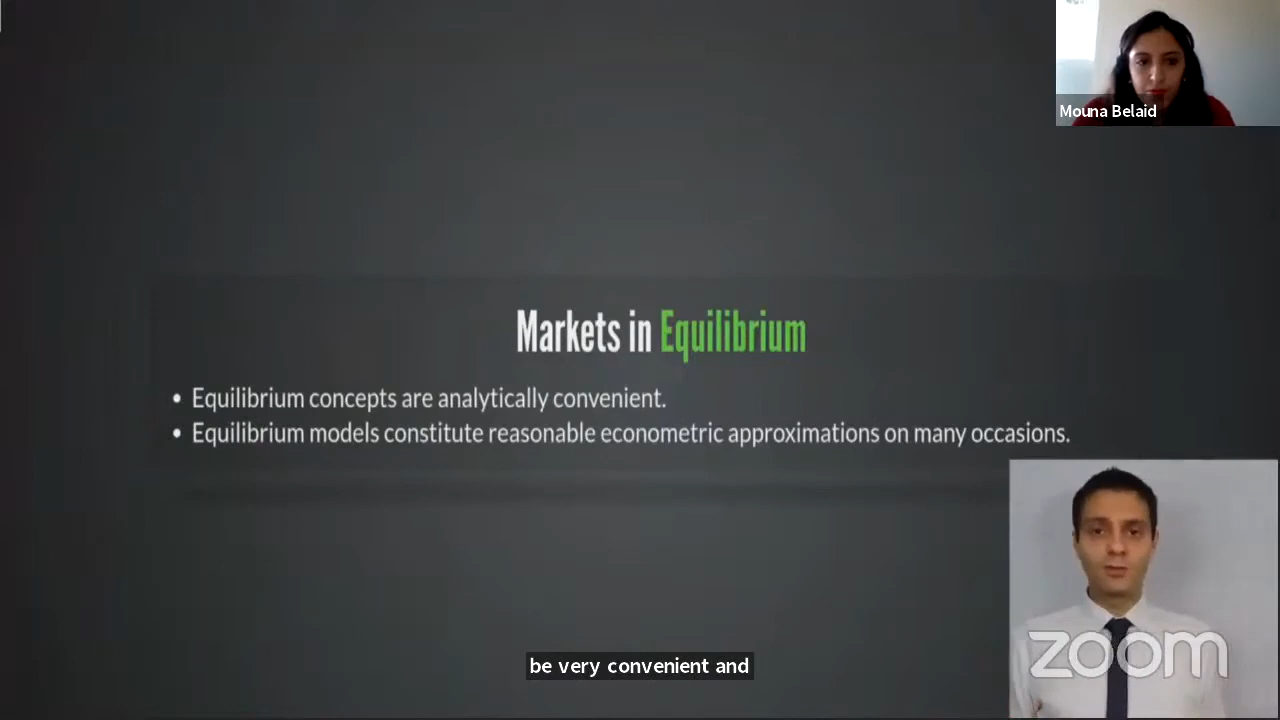 Mouna Belaid
Markets in Equilibrium
• Equilibrium concepts are analytically convenient.
• Equilibrium models constitute reasonable econometric approximations on many occasions.
zoom
be very convenient and